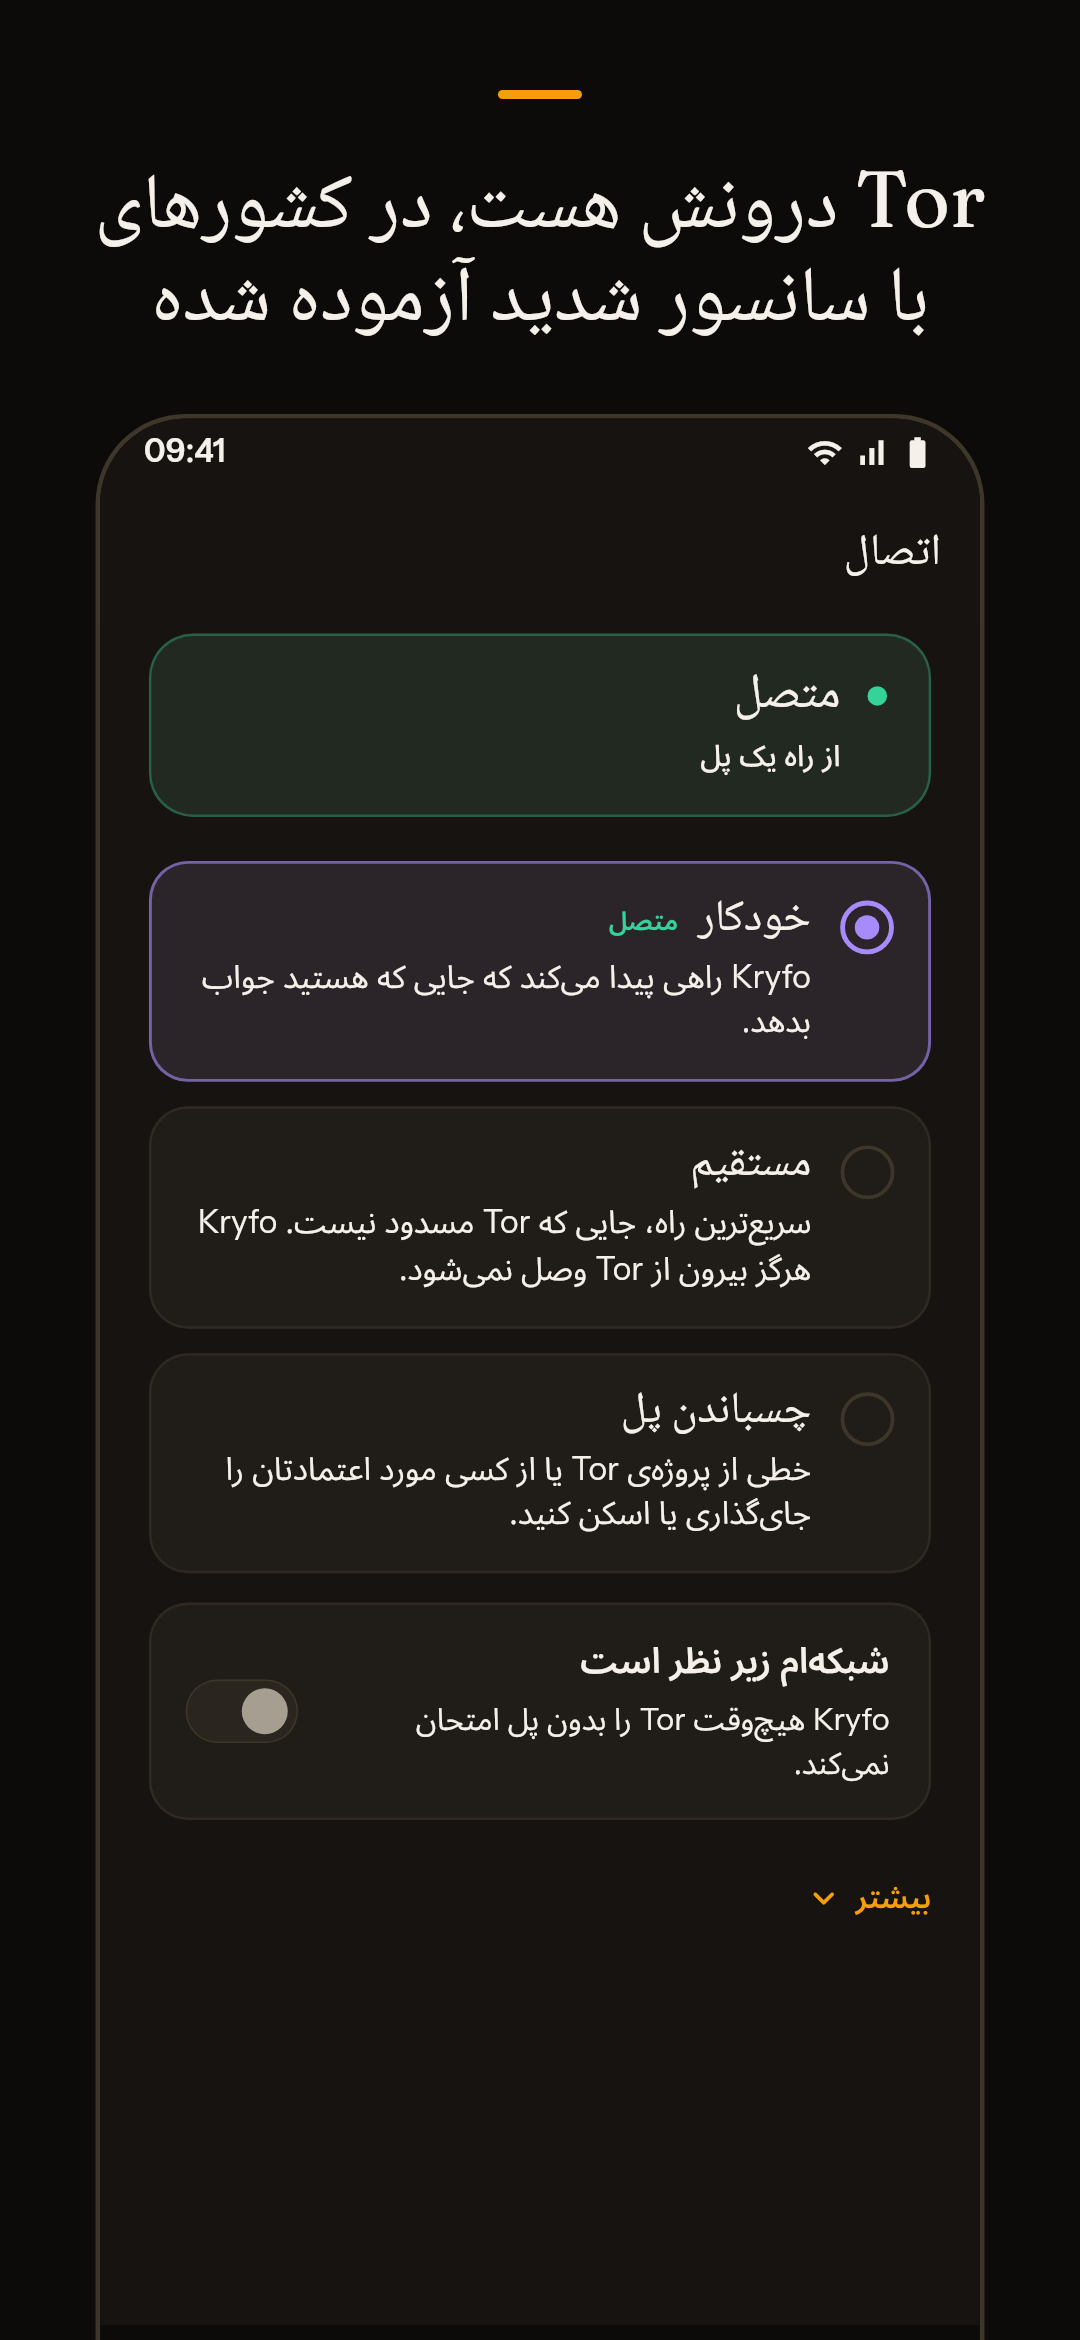 Tor درونش هست، در کشورهای
با سانسور شدید آزموده شده
09:41
اتصال
متصل
از راه یک پل
خودکار متصل
Kryfo راهی پیدا می‌کند که جایی که هستید جواب
بدهد.
مستقیم
سریع‌ترین راه، جایی که Tor مسدود نیست. Kryfo
هرگز بیرون از Tor وصل نمی‌شود.
چسباندن پل
خطی از پروژه‌ی Tor یا از کسی مورد اعتمادتان را
جای‌گذاری یا اسکن کنید.
شبکه‌ام زیر نظر است
Kryfo هیچ‌وقت Tor را بدون پل امتحان
نمی‌کند.
بیشتر